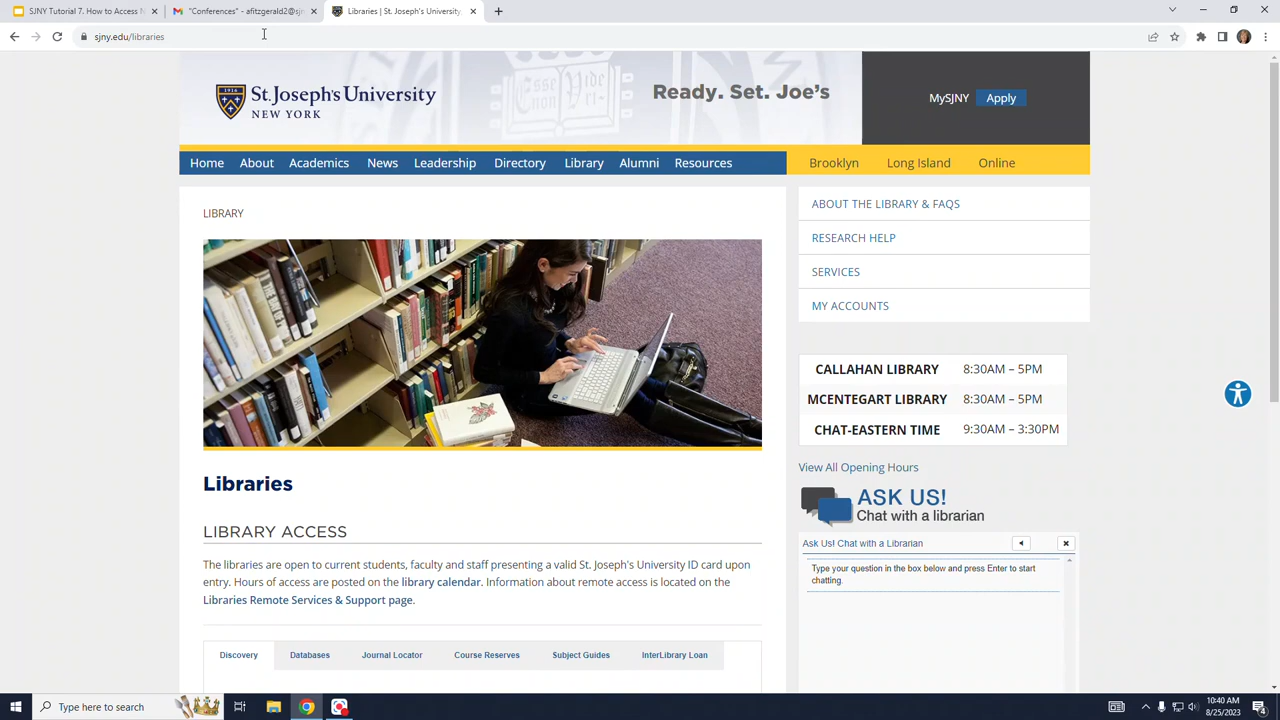 SJNY Tutorial 7. How to Access N
"Conferences" - afitzgerald2@sjn
Libraries | St. Joseph's University
sjny.edu/libraries
1916
St.Joseph's University
NEW YORK
Ready. Set. Joe's
MySJNY Apply
Home About Academics News Leadership Directory Library Alumni Resources
Brooklyn Long Island Online
LIBRARY
ABOUT THE LIBRARY & FAQS
RESEARCH HELP
SERVICES
MY ACCOUNTS
CALLAHAN LIBRARY 8:30AM – 5PM
MCENTEGART LIBRARY 8:30AM – 5PM
CHAT-EASTERN TIME 9:30AM – 3:30PM
View All Opening Hours
ASK US!
Chat with a librarian
Ask Us! Chat with a Librarian
Type your question in the box below and press Enter to start
chatting.
Libraries
LIBRARY ACCESS
The libraries are open to current students, faculty and staff presenting a valid St. Joseph's University ID card upon
entry. Hours of access are posted on the library calendar. Information about remote access is located on the
Libraries Remote Services & Support page.
Discovery Databases Journal Locator Course Reserves Subject Guides InterLibrary Loan
Type here to search
10:40 AM
8/25/2023
4